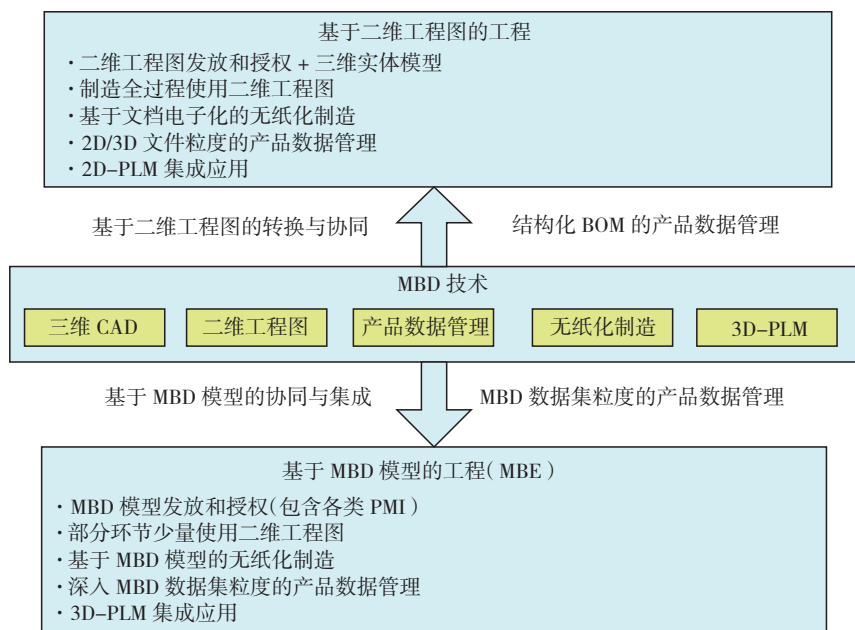 基于二维工程图的工程
·二维工程图发放和授权 + 三维实体模型
·制造全过程使用二维工程图
·基于文档电子化的无纸化制造
·2D/3D 文件粒度的产品数据管理
·2D-PLM 集成应用
基于二维工程图的转换与协同 结构化 BOM 的产品数据管理
MBD 技术
三维 CAD 二维工程图 产品数据管理 无纸化制造 3D-PLM
基于 MBD 模型的协同与集成 MBD 数据集粒度的产品数据管理
基于 MBD 模型的工程(MBE)
·MBD 模型发放和授权(包含各类 PMI)
·部分环节少量使用二维工程图
·基于 MBD 模型的无纸化制造
·深入 MBD 数据集粒度的产品数据管理
·3D-PLM 集成应用